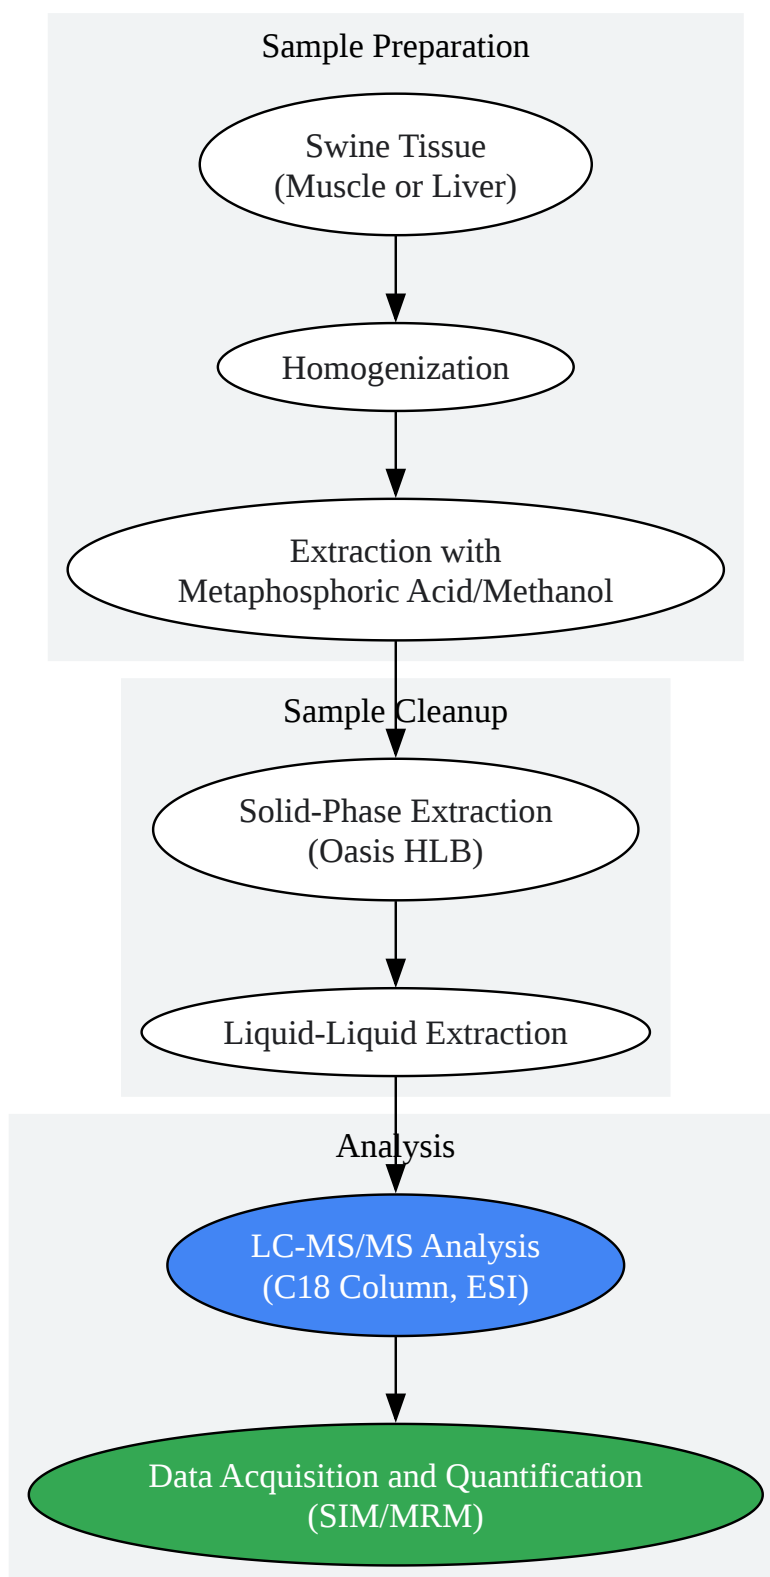 Sample Preparation
Swine Tissue
(Muscle or Liver)
Homogenization
Extraction with
Metaphosphoric Acid/Methanol
Sample Cleanup
Solid-Phase Extraction
(Oasis HLB)
Liquid-Liquid Extraction
Analysis
LC-MS/MS Analysis
(C18 Column, ESI)
Data Acquisition and Quantification
(SIM/MRM)